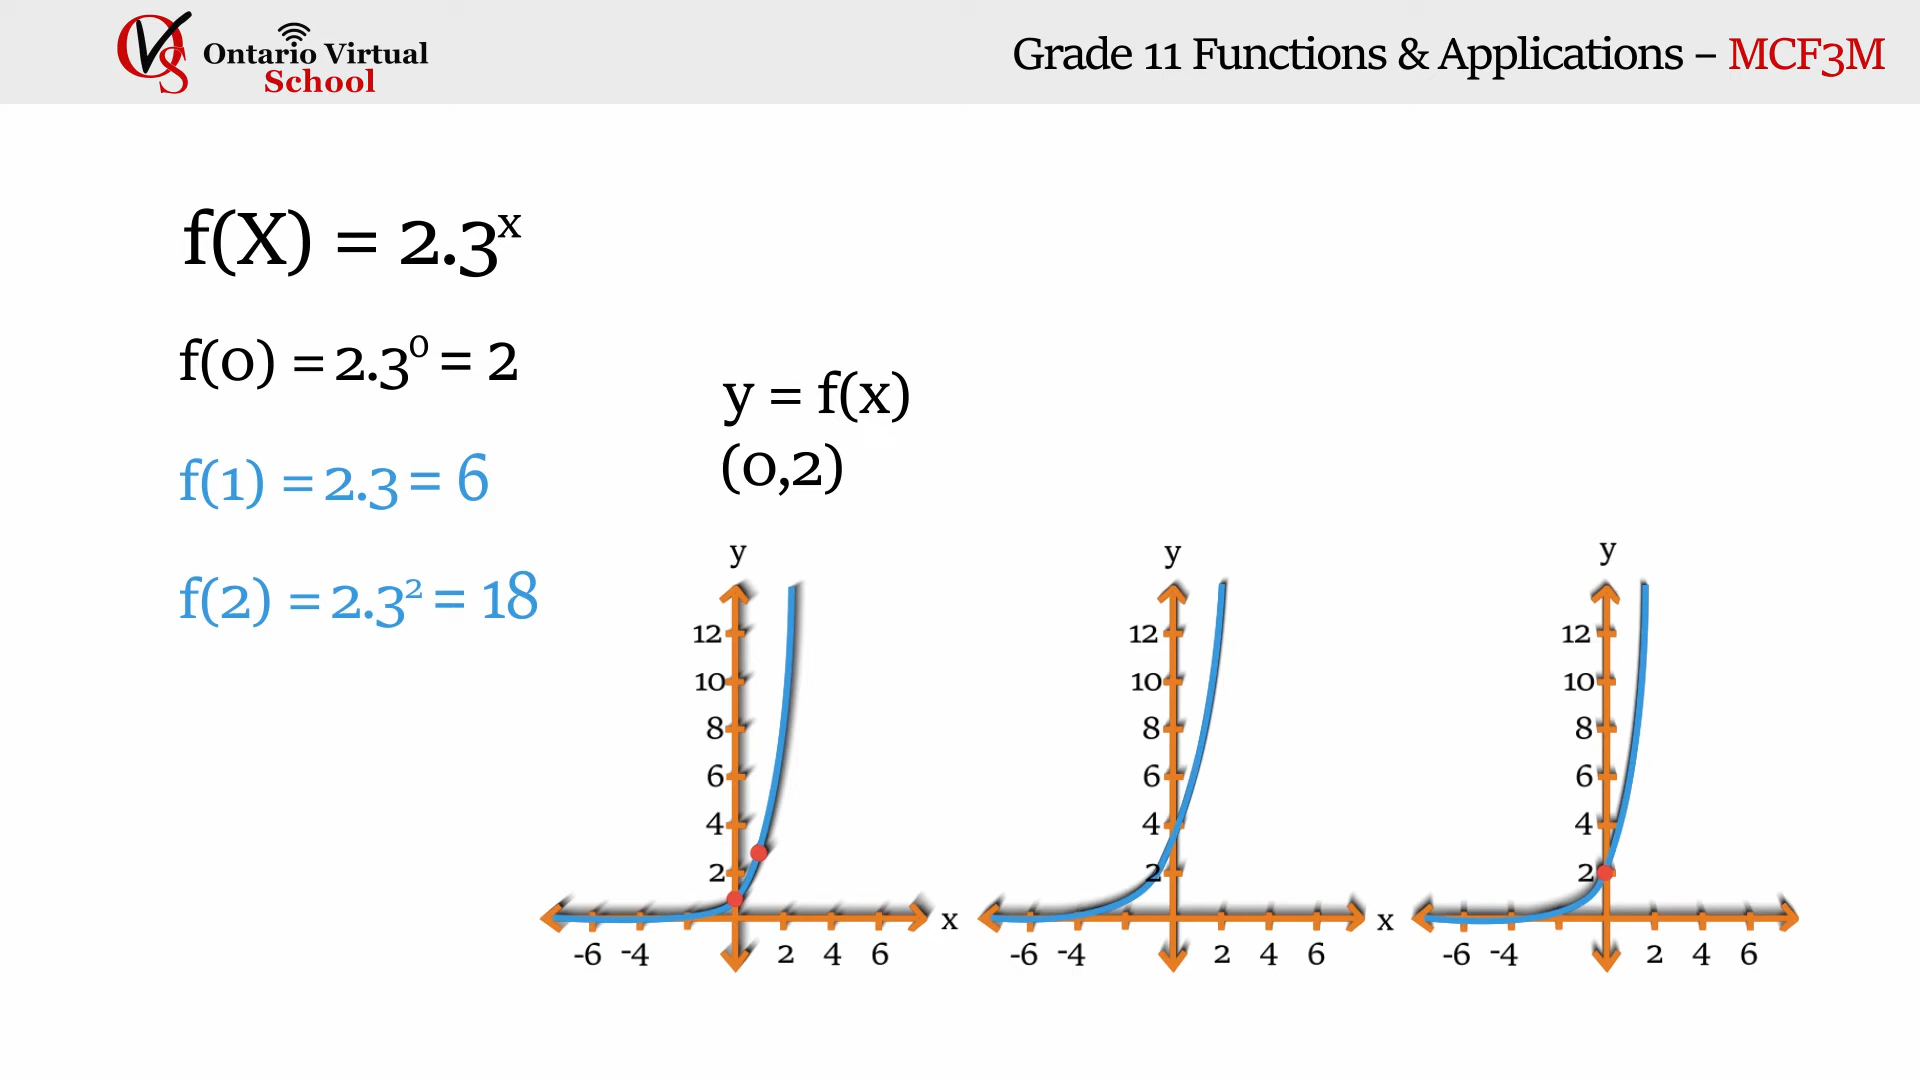 Ontario Virtual
School
Grade 11 Functions & Applications – MCF3M
f(X) = 2.3ˣ
f(0) = 2.3⁰ = 2
f(1) = 2.3 = 6
f(2) = 2.3² = 18
y = f(x)
(0,2)
y
12
10
8
6
4
2
-6 -4 2 4 6
x
y
12
10
8
6
4
2
-6 -4 2 4 6
x
y
12
10
8
6
4
2
-6 -4 2 4 6